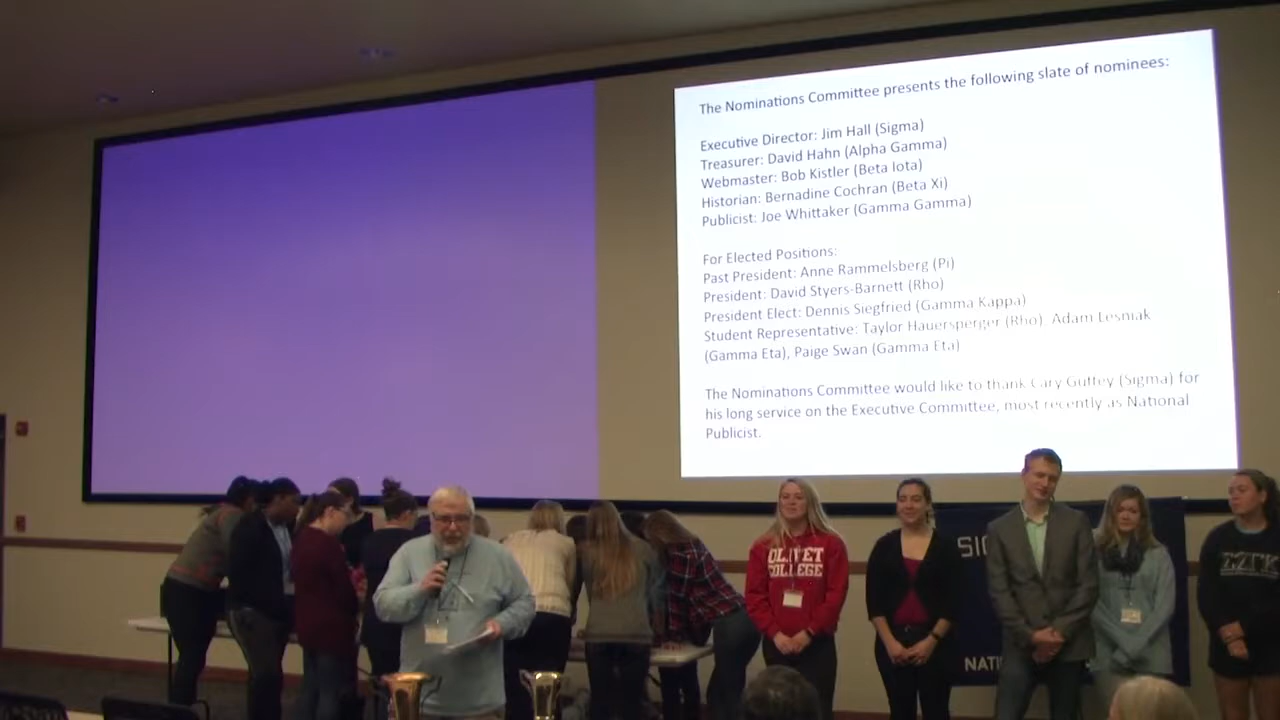 The Nominations Committee presents the following slate of nominees:
Executive Director: Jim Hall (Sigma)
Treasurer: David Hahn (Alpha Gamma)
Webmaster: Bob Kistler (Beta Iota)
Historian: Bernadine Cochran (Beta Xi)
Publicist: Joe Whittaker (Gamma Gamma)
For Elected Positions:
Past President: Anne Rammelsberg (Pi)
President: David Styers-Barnett (Rho)
President Elect: Dennis Siegfried (Gamma Kappa)
Student Representative: Taylor Hauersperger (Rho), Adam Lesniak
(Gamma Eta), Paige Swan (Gamma Eta)
The Nominations Committee would like to thank Cary Guffey (Sigma) for
his long service on the Executive Committee, most recently as National
Publicist.
OLIVET
COLLEGE
SIG
NATI
ΣΠΚ